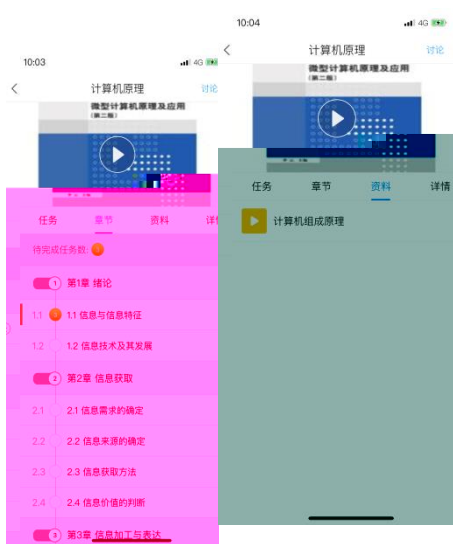 10:03
4G
计算机原理
讨论
微型计算机原理及应用
(第二版)
任务 章节 资料 详情
待完成任务数:
1 第1章 绪论
1.1 1.1 信息与信息特征
1.2 1.2 信息技术及其发展
2 第2章 信息获取
2.1 2.1 信息需求的确定
2.2 2.2 信息来源的确定
2.3 2.3 信息获取方法
2.4 2.4 信息价值的判断
3 第3章 信息加工与表达
10:04
4G
计算机原理
讨论
微型计算机原理及应用
(第二版)
任务 章节 资料 详情
计算机组成原理